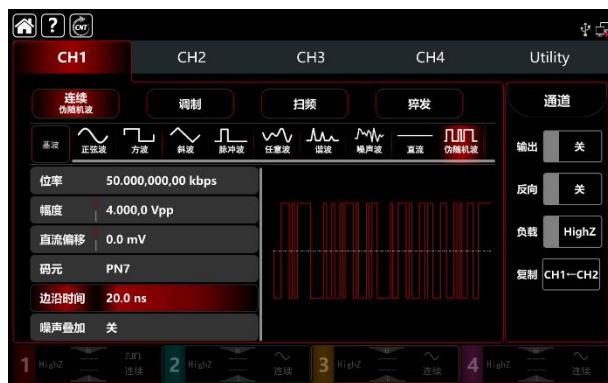 ? CNT
CH1 CH2 CH3 CH4 Utility
连续 调制 扫频 猝发 通道
伪随机波
基波 正弦波 方波 斜波 脉冲波 任意波 谐波 噪声波 直流 伪随机波
输出 关
位率 50.000,000,00 kbps
反向 关
幅度 4.000,0 Vpp
直流偏移 0.0 mV
负载 HighZ
码元 PN7
复制 CH1←CH2
边沿时间 20.0 ns
噪声叠加 关
1 HighZ 连续 2 HighZ 连续 3 HighZ 连续 4 HighZ 连续